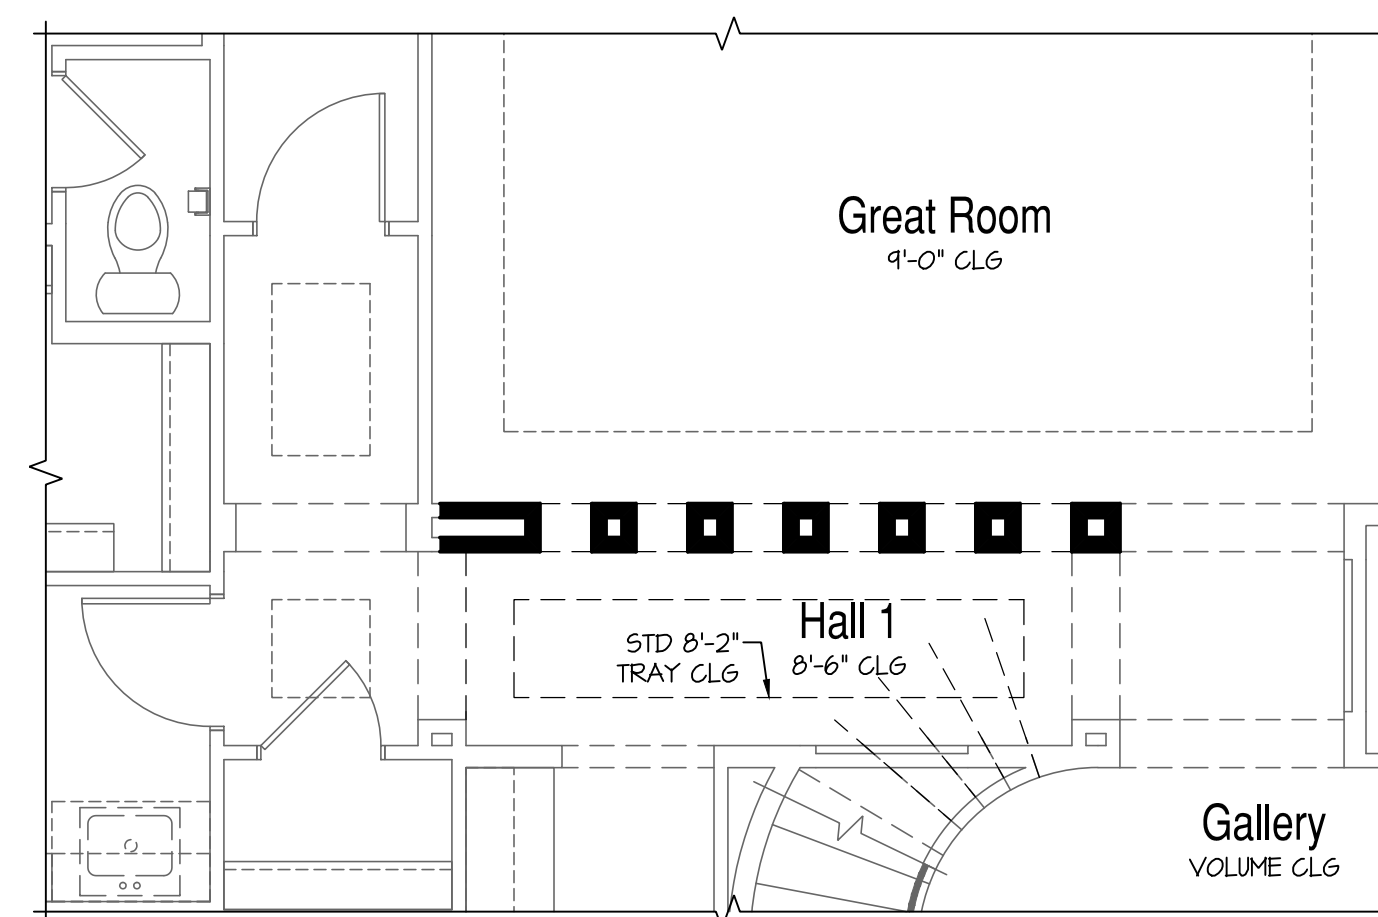 Great Room
9'-0" CLG
Hall 1
8'-6" CLG
STD 8'-2"
TRAY CLG
Gallery
VOLUME CLG